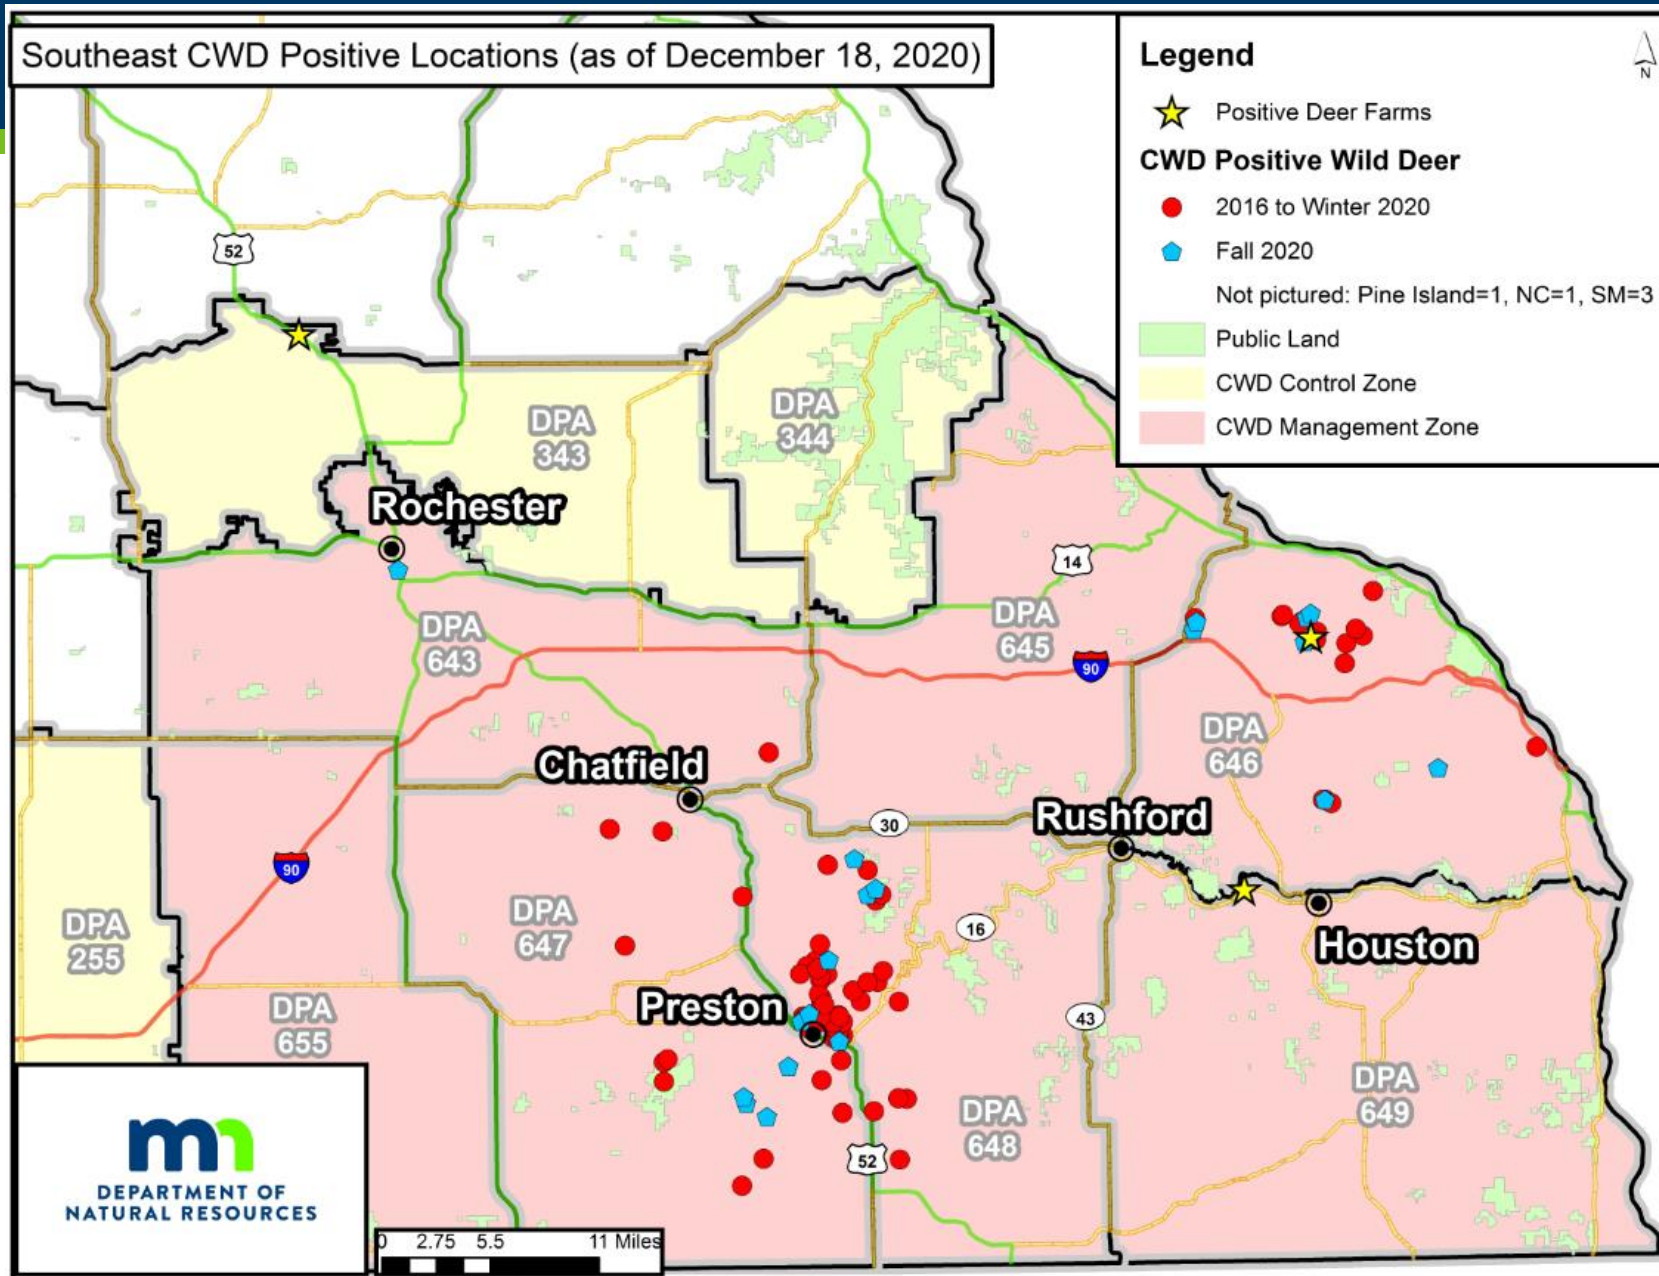 Southeast CWD Positive Locations (as of December 18, 2020)
Legend
N
Positive Deer Farms
CWD Positive Wild Deer
2016 to Winter 2020
Fall 2020
Not pictured: Pine Island=1, NC=1, SM=3
Public Land
CWD Control Zone
CWD Management Zone
52
DPA
343
DPA
344
Rochester
14
DPA
643
DPA
645
90
DPA
646
Chatfield
30
Rushford
90
DPA
255
DPA
647
16
Houston
Preston
DPA
655
43
DPA
648
DPA
649
52
mn
DEPARTMENT OF
NATURAL RESOURCES
0 2.75 5.5 11 Miles